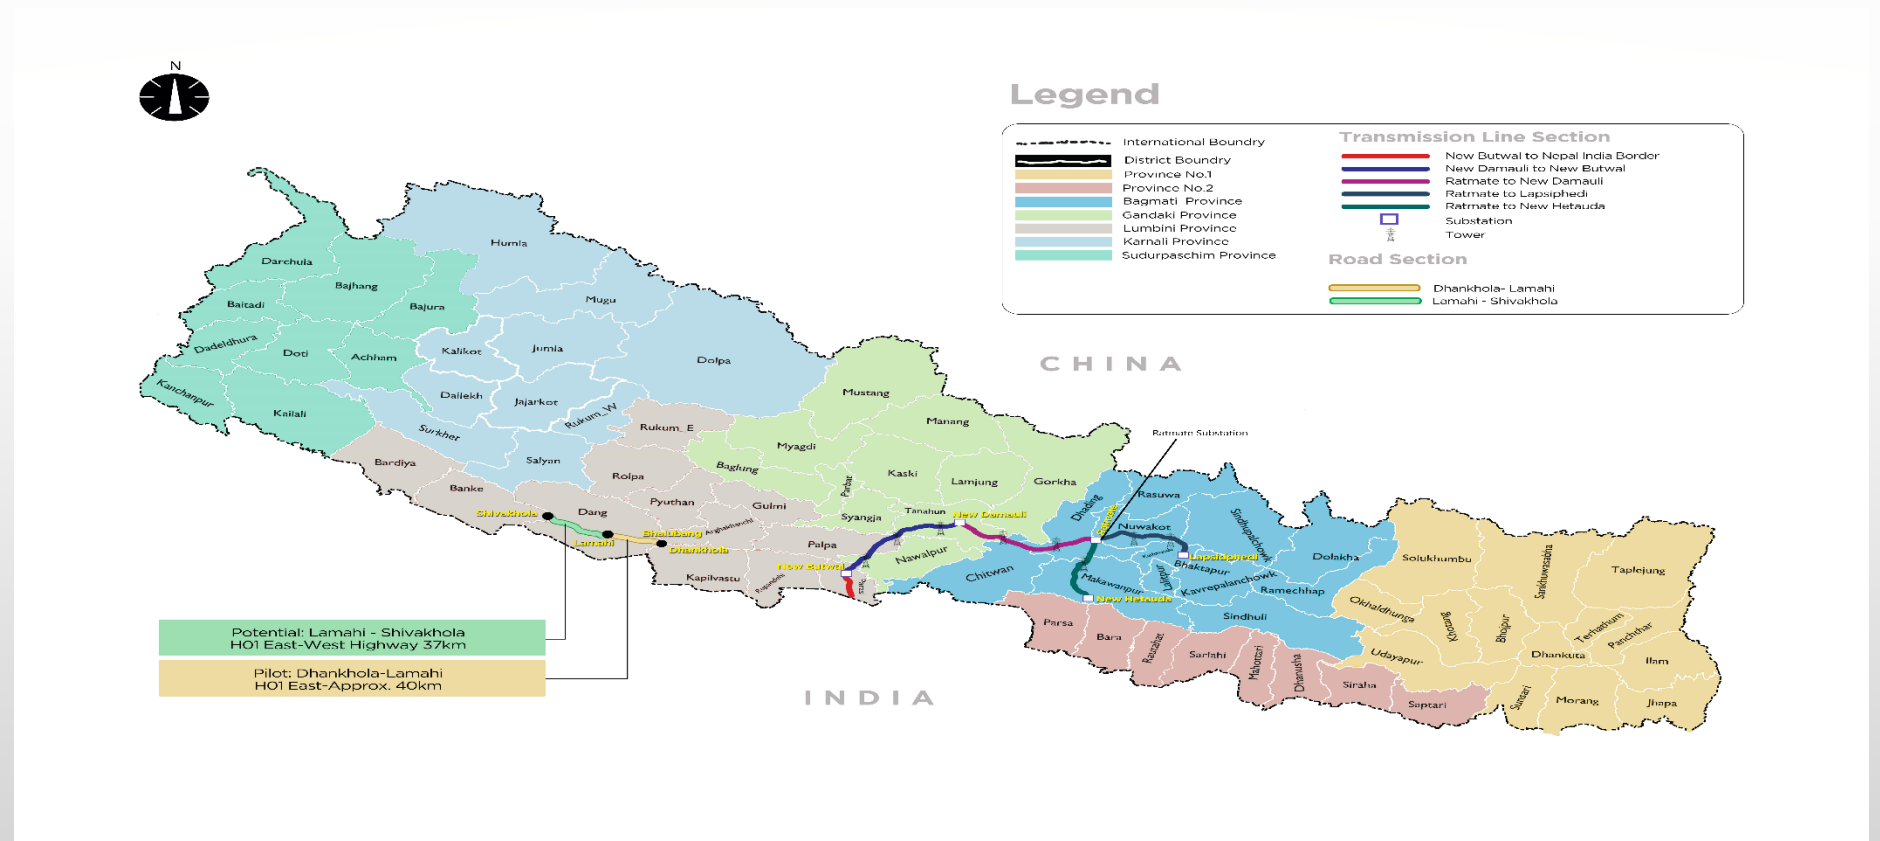 N
Legend
International Boundry
District Boundry
Province No.1
Province No.2
Bagmati Province
Gandaki Province
Lumbini Province
Karnali Province
Sudurpaschim Province
Transmission Line Section
New Butwal to Nepal India Border
New Damauli to New Butwal
Ratmate to New Damauli
Ratmate to Lapsiphedi
Ratmate to New Hetauda
Substation
Tower
Road Section
Dhankhola- Lamahi
Lamahi - Shivakhola
CHINA
INDIA
Ratmate Substation
Humla
Darchula
Bajhang
Mugu
Baitadi
Bajura
Dadeldhura
Doti
Achham
Kalikot
Jumla
Dolpa
Kanchanpur
Kailali
Dailekh
Jajarkot
Rukum_W
Surkhet
Salyan
Rukum_ E
Mustang
Manang
Myagdi
Baglung
Parbat
Kaski
Lamjung
Gorkha
Syangja
Tanahun
Nawalpur
Bardiya
Banke
Dang
Rolpa
Pyuthan
Gulmi
Arghakhanchi
Palpa
Kapilvastu
Rupandehi
Shivakhola
Lamahi
Bhalubang
Dhankhola
New Butwal
New Damauli
Lapsiphedi
New Hetauda
Dhading
Rasuwa
Nuwakot
Sindhupalchowk
Dolakha
Chitwan
Makawanpur
Lalitpur
Bhaktapur
Kavrepalanchowk
Ramechhap
Sindhuli
Parsa
Bara
Rautahat
Sarlahi
Mahottari
Dhanusha
Siraha
Saptari
Solukhumbu
Sankhuwasabha
Taplejung
Okhaldhunga
Khotang
Bhojpur
Terhathum
Panchthar
Dhankuta
Ilam
Udayapur
Sunsari
Morang
Jhapa
Potential: Lamahi - Shivakhola
H01 East-West Highway 37km
Pilot: Dhankhola-Lamahi
H01 East-Approx. 40km